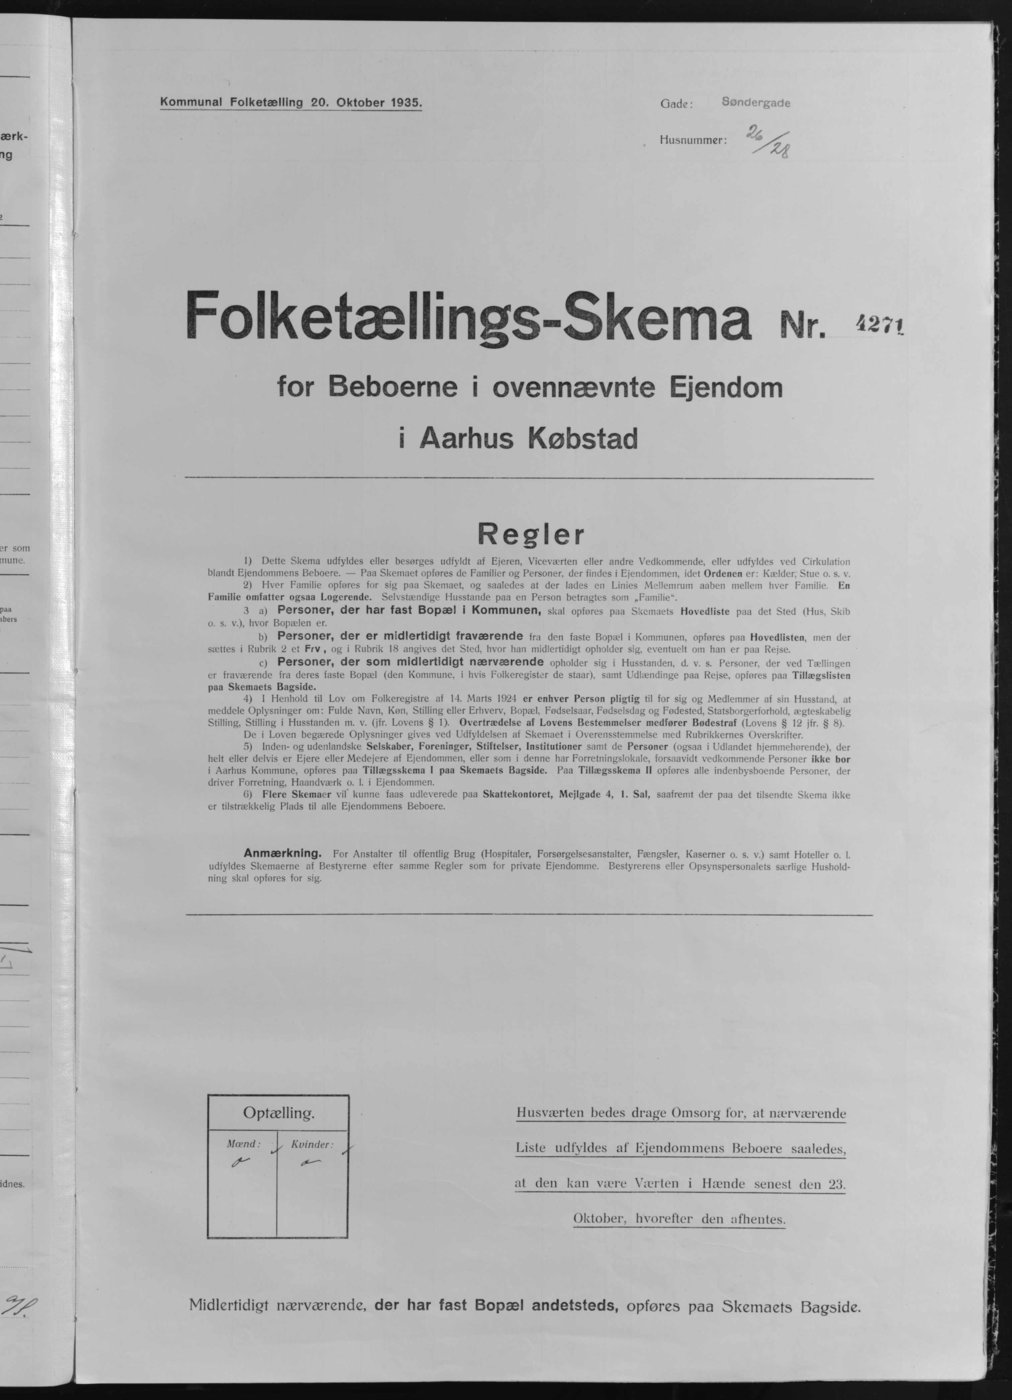 Kommunal Folketælling 20. Oktober 1935.
Gade: Søndergade
Husnummer: 26/28
Folketællings-Skema Nr. 4271
for Beboerne i ovennævnte Ejendom
i Aarhus Købstad
Regler
1) Dette Skema udfyldes eller besørges udfyldt af Ejeren, Viceværten eller andre Vedkommende, eller udfyldes ved Cirkulation
blandt Ejendommens Beboere. — Paa Skemaet opføres de Familier og Personer, der findes i Ejendommen, idet Ordenen er: Kælder, Stue o. s. v.
2) Hver Familie opføres for sig paa Skemaet, og saaledes at der lades en Linies Mellemrum aaben mellem hver Familie. En
Familie omfatter ogsaa Logerende. Selvstændige Husstande paa en Person betragtes som „Familie“.
3 a) Personer, der har fast Bopæl i Kommunen, skal opføres paa Skemaets Hovedliste paa det Sted (Hus, Skib
o. s. v.), hvor Bopælen er.
b) Personer, der er midlertidigt fraværende fra den faste Bopæl i Kommunen, opføres paa Hovedlisten, men der
sættes i Rubrik 2 et Frv, og i Rubrik 18 angives det Sted, hvor han midlertidigt opholder sig, eventuelt om han er paa Rejse.
c) Personer, der som midlertidigt nærværende opholder sig i Husstanden, d. v. s. Personer, der ved Tællingen
er fraværende fra deres faste Bopæl (den Kommune, i hvis Folkeregister de staar), samt Udlændinge paa Rejse, opføres paa Tillægslisten
paa Skemaets Bagside.
4) I Henhold til Lov om Folkeregistre af 14. Marts 1924 er enhver Person pligtig til for sig og Medlemmer af sin Husstand, at
meddele Oplysninger om: Fulde Navn, Køn, Stilling eller Erhverv, Bopæl, Fødselsaar, Fødselsdag og Fødested, Statsborgerforhold, ægteskabelig
Stilling, Stilling i Husstanden m. v. (jfr. Lovens § 1). Overtrædelse af Lovens Bestemmelser medfører Bødestraf (Lovens § 12 jfr. § 8).
De i Loven begærede Oplysninger gives ved Udfyldelsen af Skemaet i Overensstemmelse med Rubrikkernes Overskrifter.
5) Inden- og udenlandske Selskaber, Foreninger, Stiftelser, Institutioner samt de Personer (ogsaa i Udlandet hjemmehørende), der
helt eller delvis er Ejere eller Medejere af Ejendommen, eller som i denne har Forretningslokale, forsaavidt vedkommende Personer ikke bor
i Aarhus Kommune, opføres paa Tillægsskema I paa Skemaets Bagside. Paa Tillægsskema II opføres alle indenbysboende Personer, der
driver Forretning, Haandværk o. l. i Ejendommen.
6) Flere Skemaer vil kunne faas udleverede paa Skattekontoret, Mejlgade 4, 1. Sal, saafremt der paa det tilsendte Skema ikke
er tilstrækkelig Plads til alle Ejendommens Beboere.
Anmærkning. For Anstalter til offentlig Brug (Hospitaler, Forsørgelsesanstalter, Fængsler, Kaserner o. s. v.) samt Hoteller o. l.
udfyldes Skemaerne af Bestyrerne efter samme Regler som for private Ejendomme. Bestyrerens eller Opsynspersonalets særlige Hushold-
ning skal opføres for sig.
Optælling.
Mænd: Kvinder:
o o
Husværten bedes drage Omsorg for, at nærværende
Liste udfyldes af Ejendommens Beboere saaledes,
at den kan være Værten i Hænde senest den 23.
Oktober, hvorefter den afhentes.
Midlertidigt nærværende, der har fast Bopæl andetsteds, opføres paa Skemaets Bagside.